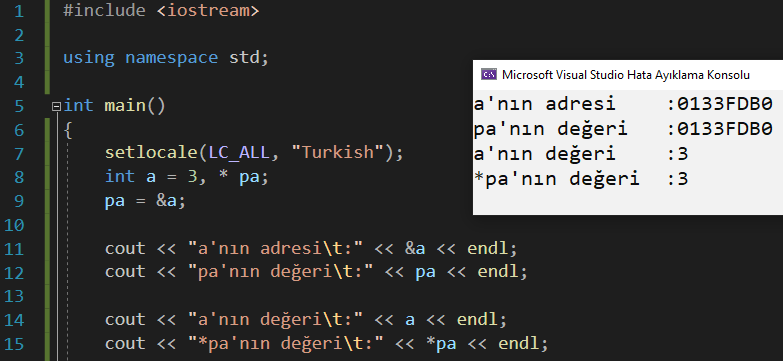 1 #include <iostream>
2
3 using namespace std;
4
5 int main()
6 {
7 setlocale(LC_ALL, "Turkish");
8 int a = 3, * pa;
9 pa = &a;
10
11 cout << "a'nın adresi\t:" << &a << endl;
12 cout << "pa'nın değeri\t:" << pa << endl;
13
14 cout << "a'nın değeri\t:" << a << endl;
15 cout << "*pa'nın değeri\t:" << *pa << endl;
C:\ Microsoft Visual Studio Hata Ayıklama Konsolu
a'nın adresi :0133FDB0
pa'nın değeri :0133FDB0
a'nın değeri :3
*pa'nın değeri :3